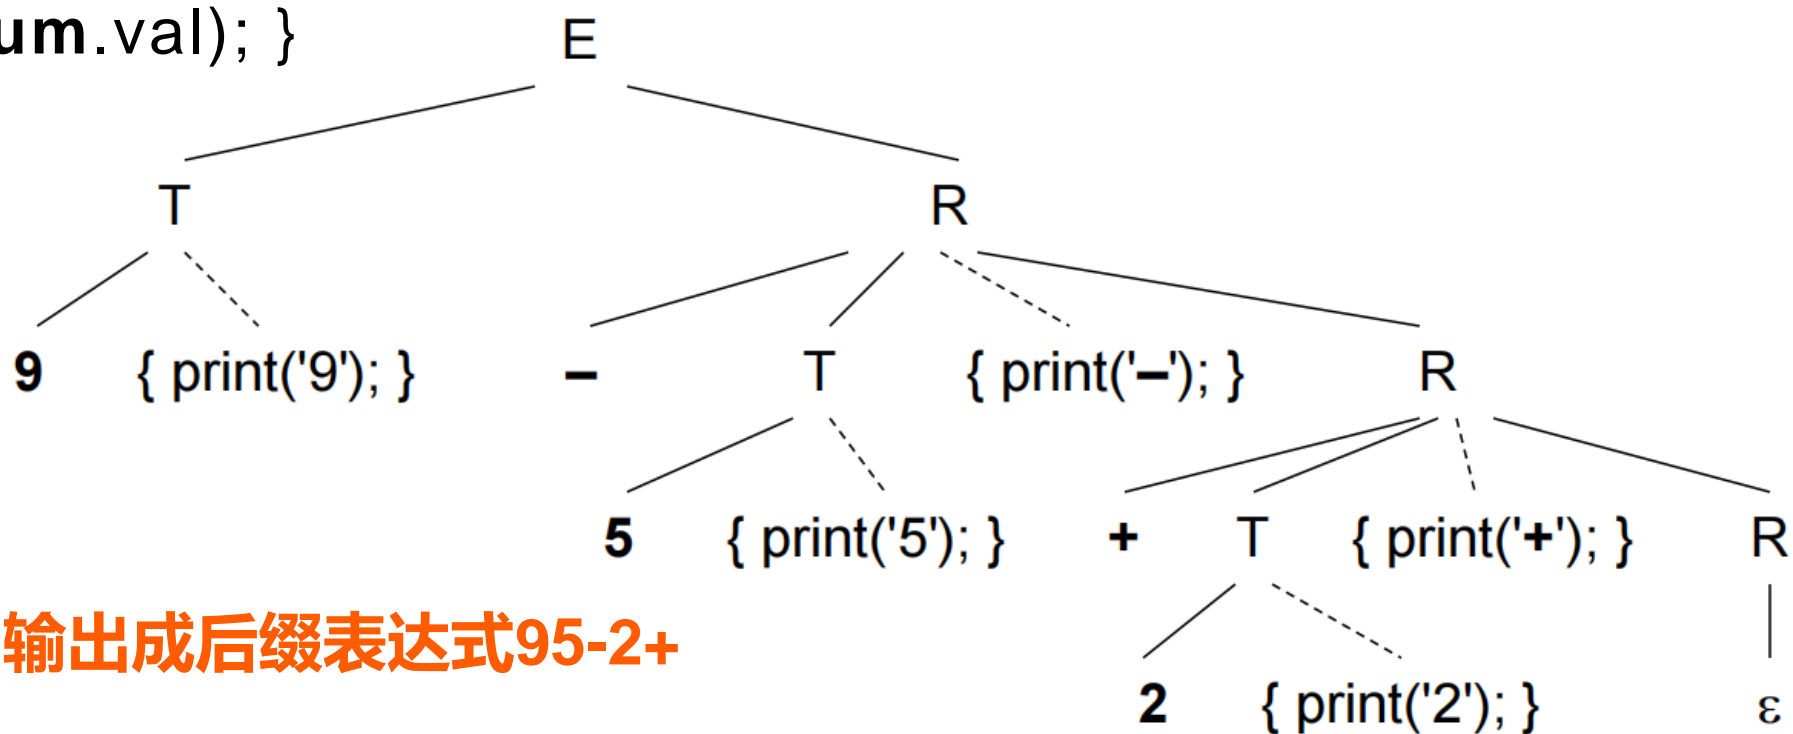 um.val); }
E
T R
9 { print('9'); } – T { print('–'); } R
5 { print('5'); } + T { print('+'); } R
输出成后缀表达式95-2+
2 { print('2'); } ε